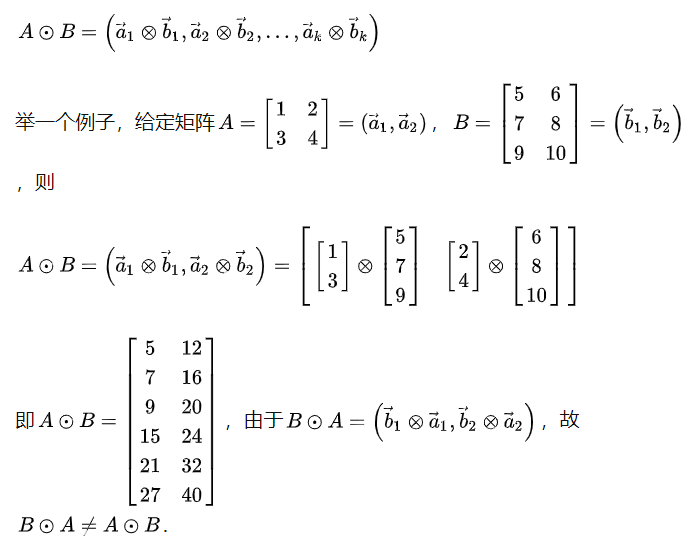 $A \odot B = \left( \vec{a}_1 \otimes \vec{b}_1, \vec{a}_2 \otimes \vec{b}_2, \ldots, \vec{a}_k \otimes \vec{b}_k \right)$
举一个例子，给定矩阵 $A = \begin{bmatrix} 1 & 2 \\ 3 & 4 \end{bmatrix} = (\vec{a}_1, \vec{a}_2)$ ， $B = \begin{bmatrix} 5 & 6 \\ 7 & 8 \\ 9 & 10 \end{bmatrix} = \left( \vec{b}_1, \vec{b}_2 \right)$
，则
$A \odot B = \left( \vec{a}_1 \otimes \vec{b}_1, \vec{a}_2 \otimes \vec{b}_2 \right) = \begin{bmatrix} \begin{bmatrix} 1 \\ 3 \end{bmatrix} \otimes \begin{bmatrix} 5 \\ 7 \\ 9 \end{bmatrix} & \begin{bmatrix} 2 \\ 4 \end{bmatrix} \otimes \begin{bmatrix} 6 \\ 8 \\ 10 \end{bmatrix} \end{bmatrix}$
即 $A \odot B = \begin{bmatrix} 5 & 12 \\ 7 & 16 \\ 9 & 20 \\ 15 & 24 \\ 21 & 32 \\ 27 & 40 \end{bmatrix}$ ，由于 $B \odot A = \left( \vec{b}_1 \otimes \vec{a}_1, \vec{b}_2 \otimes \vec{a}_2 \right)$ ，故
$B \odot A \neq A \odot B$ .